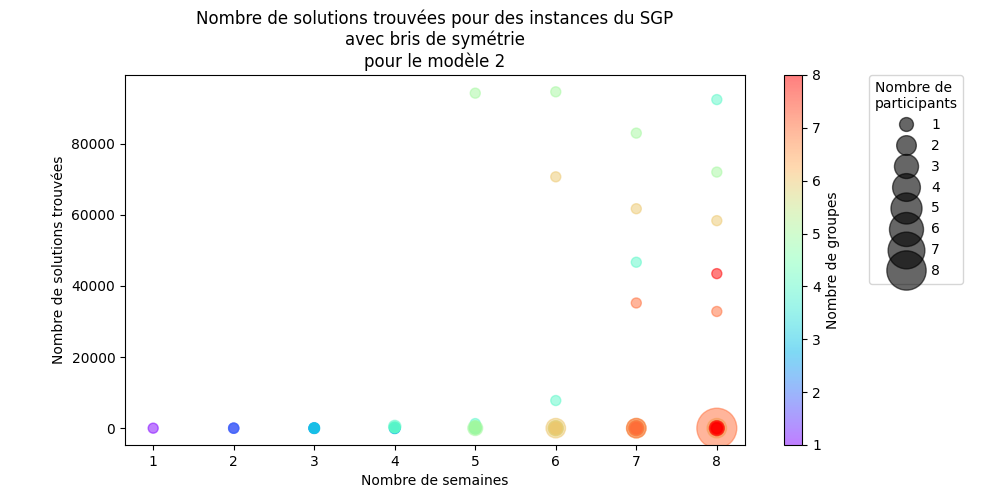 Nombre de solutions trouvées pour des instances du SGP
avec bris de symétrie
pour le modèle 2
Nombre de solutions trouvées
80000
60000
40000
20000
0
1 2 3 4 5 6 7 8
Nombre de semaines
8
7
6
5
4
3
2
1
Nombre de groupes
Nombre de
participants
1
2
3
4
5
6
7
8